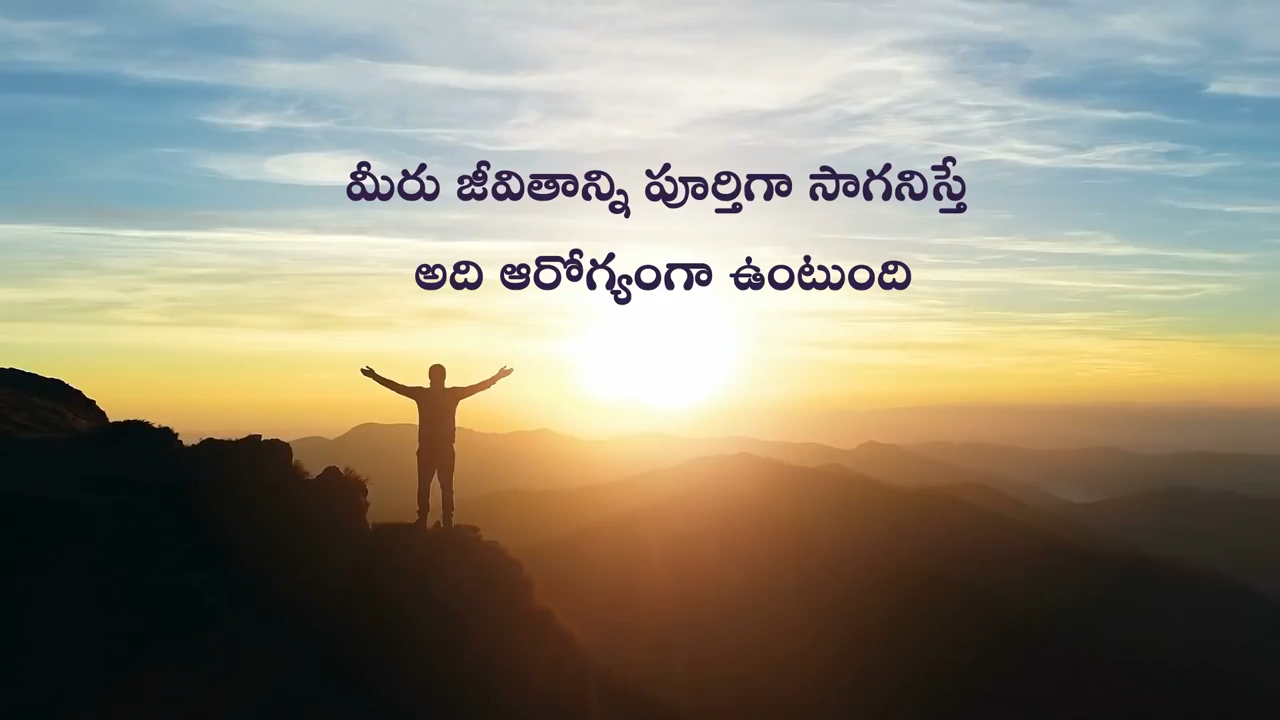 మీరు జీవితాన్ని పూర్తిగా సాగనిస్తే
అది ఆరోగ్యంగా ఉంటుంది